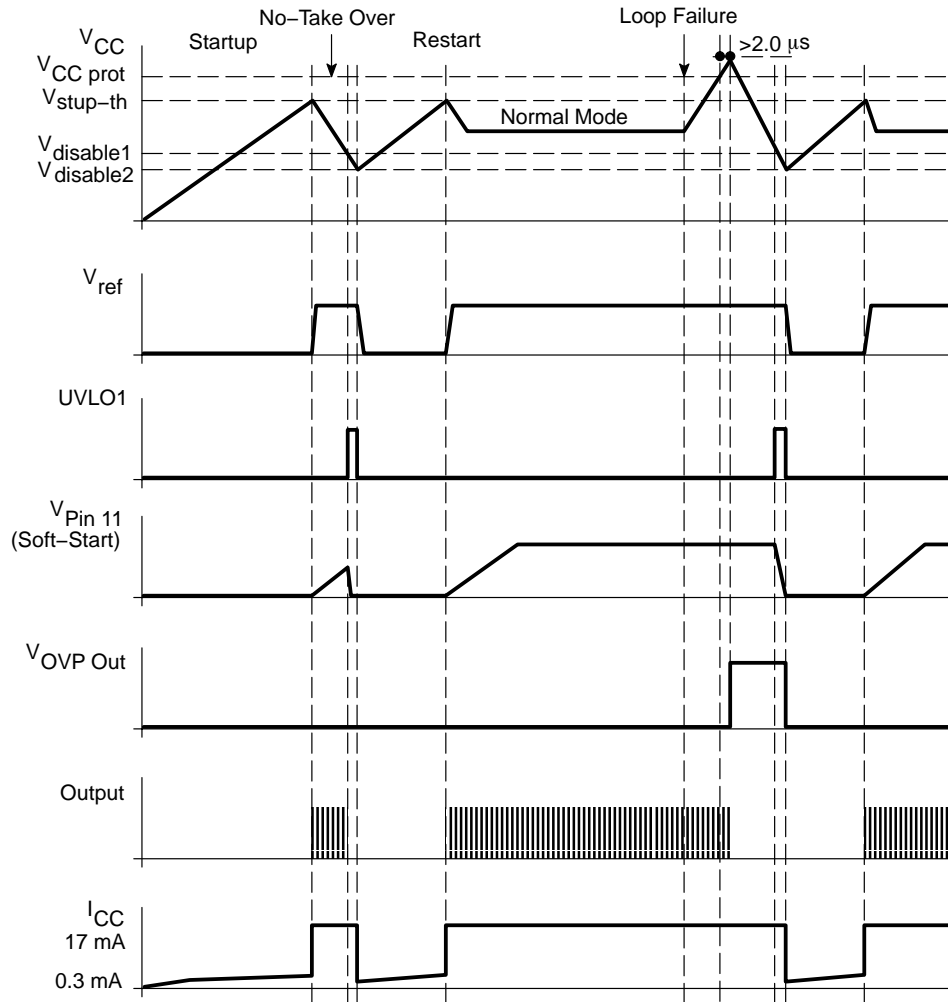 No−Take Over
Loop Failure
VCC
Startup
Restart
>2.0 μs
VCC prot
Vstup−th
Normal Mode
Vdisable1
Vdisable2
Vref
UVLO1
VPin 11
(Soft−Start)
VOVP Out
Output
ICC
17 mA
0.3 mA